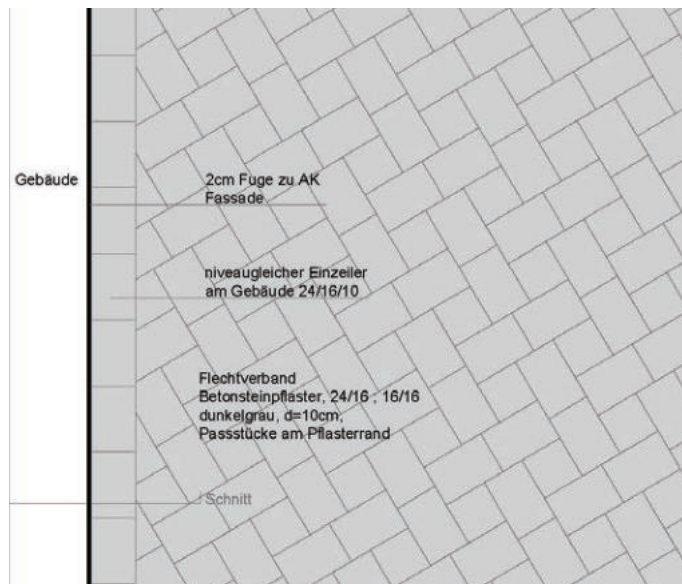 Gebäude
2cm Fuge zu AK
Fassade
niveaugleicher Einzeiler
am Gebäude 24/16/10
Flechtverband
Betonsteinpflaster, 24/16 ; 16/16
dunkelgrau, d=10cm,
Passstücke am Pflasterrand
Schnitt